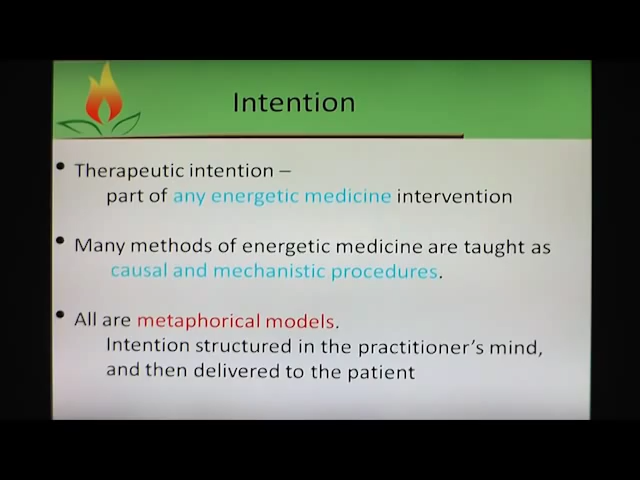 Intention
• Therapeutic intention –
part of any energetic medicine intervention
• Many methods of energetic medicine are taught as
causal and mechanistic procedures.
• All are metaphorical models.
Intention structured in the practitioner's mind,
and then delivered to the patient